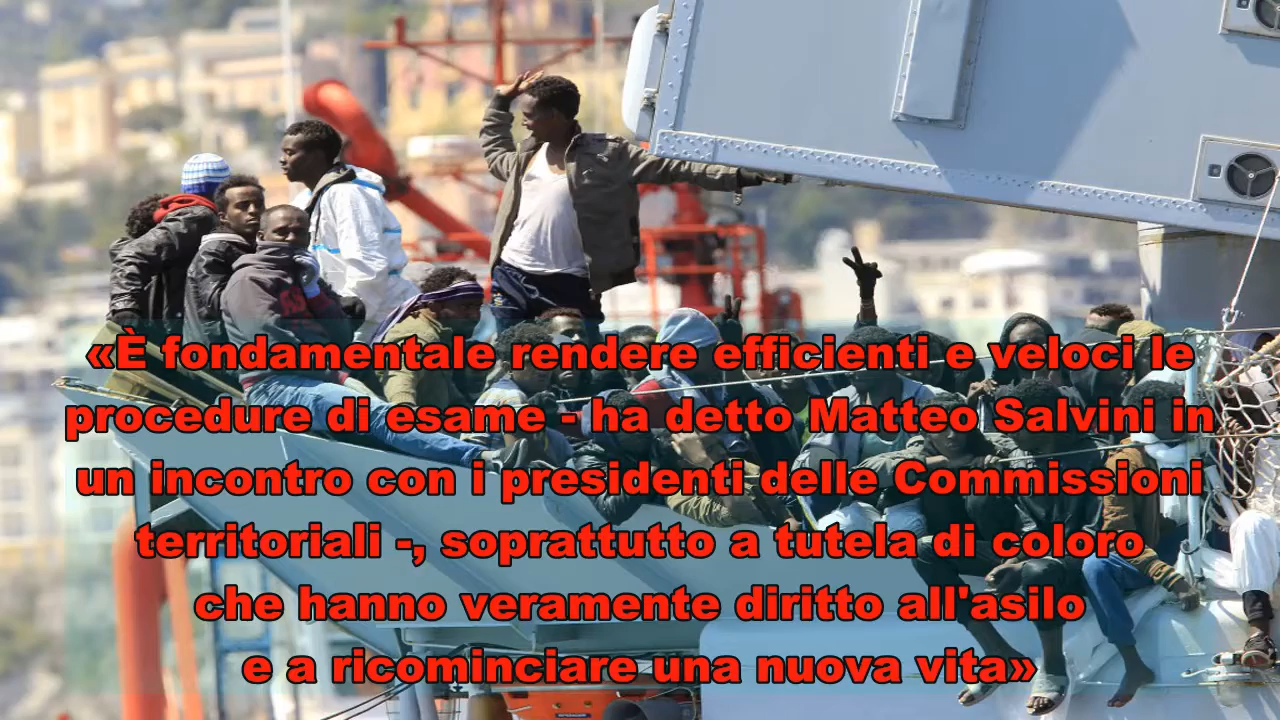 «È fondamentale rendere efficienti e veloci le
procedure di esame - ha detto Matteo Salvini in
un incontro con i presidenti delle Commissioni
territoriali -, soprattutto a tutela di coloro
che hanno veramente diritto all'asilo
e a ricominciare una nuova vita»